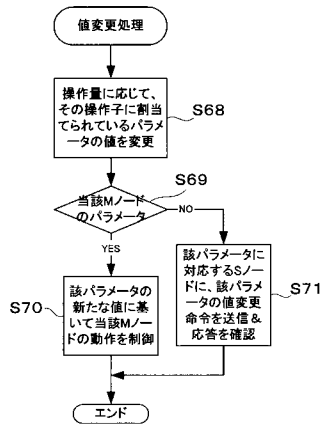 値変更処理
操作量に応じて、
その操作子に割当
てられているパラメ
ータの値を変更
S68
当該Mノード
のパラメータ
S69
NO
YES
該パラメータの
新たな値に基
いて当該Mノー
ドの動作を制御
S70
該パラメータに
対応するSノー
ドに、該パラメ
ータの値変更
命令を送信&
応答を確認
S71
エンド